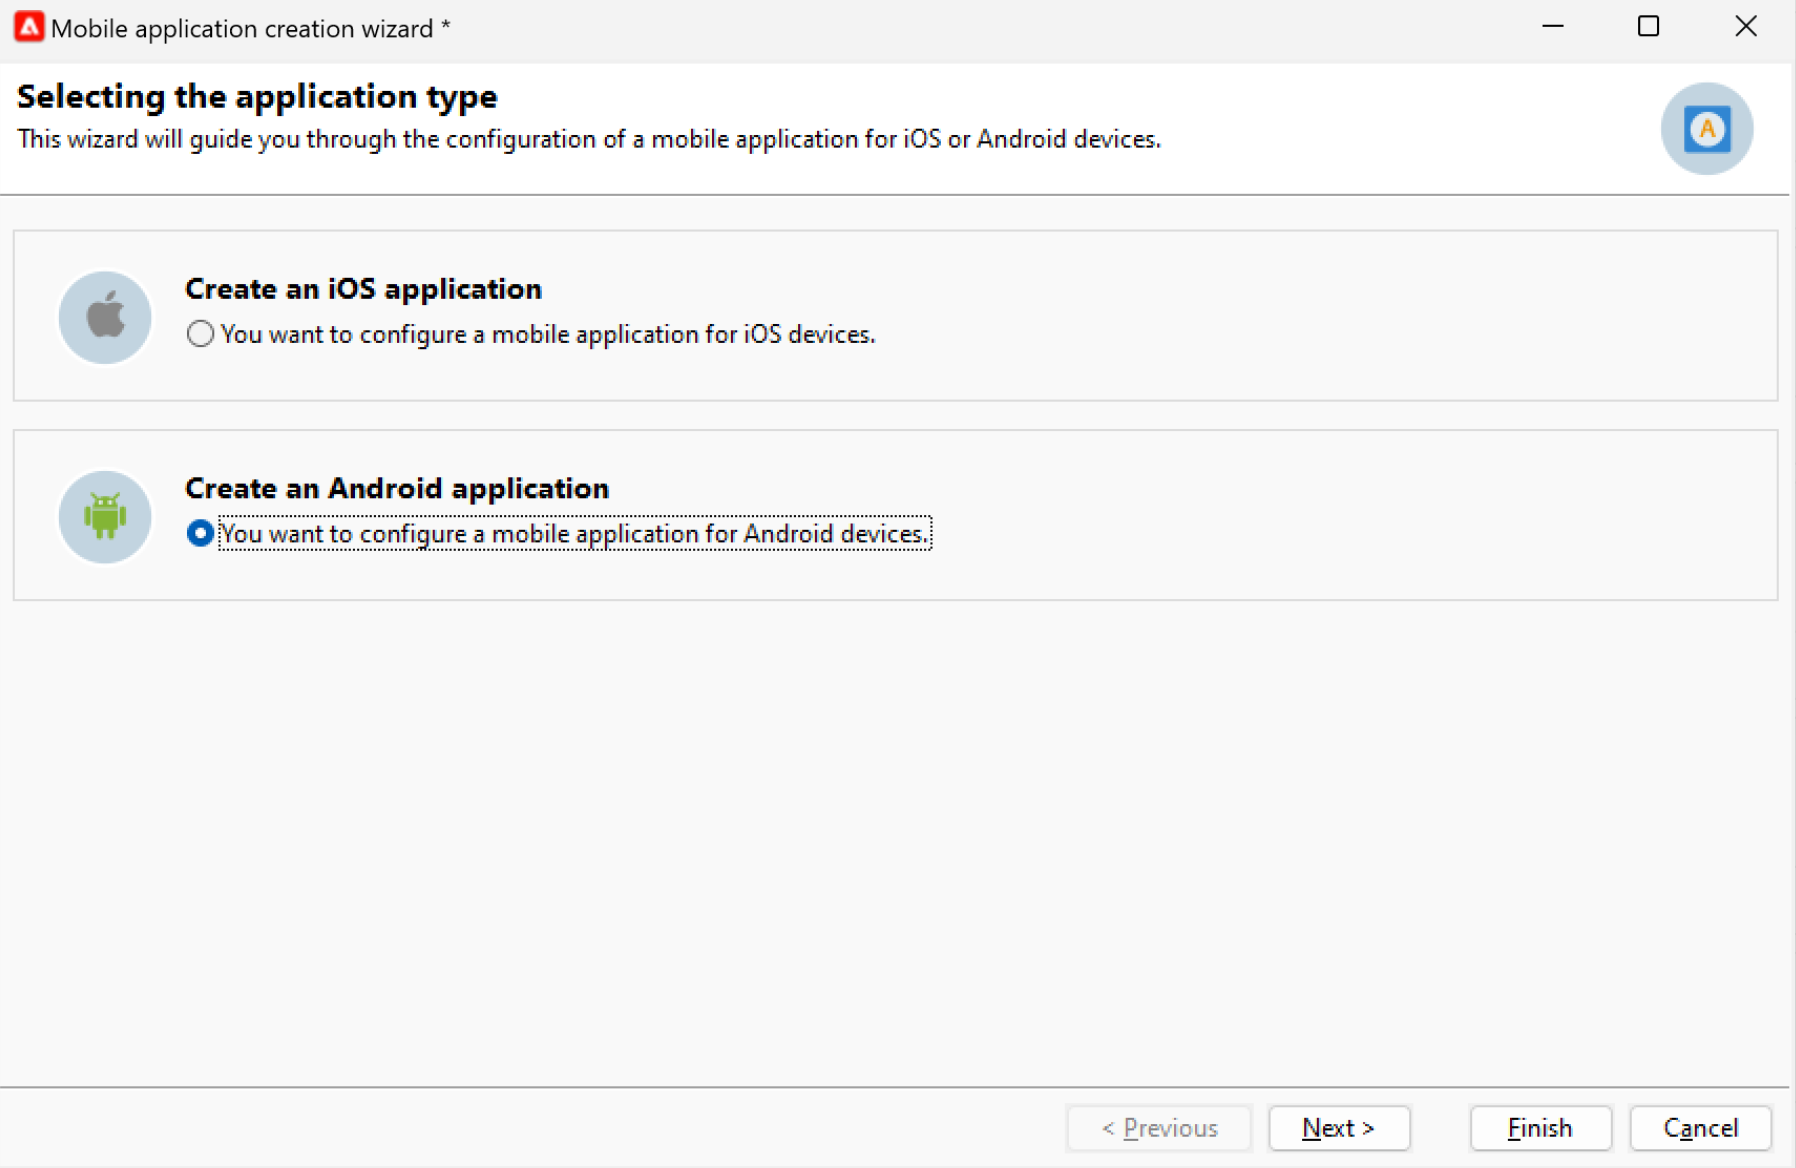 Mobile application creation wizard *
Selecting the application type
This wizard will guide you through the configuration of a mobile application for iOS or Android devices.
A
Create an iOS application
You want to configure a mobile application for iOS devices.
Create an Android application
You want to configure a mobile application for Android devices.
< Previous
Next >
Finish
Cancel